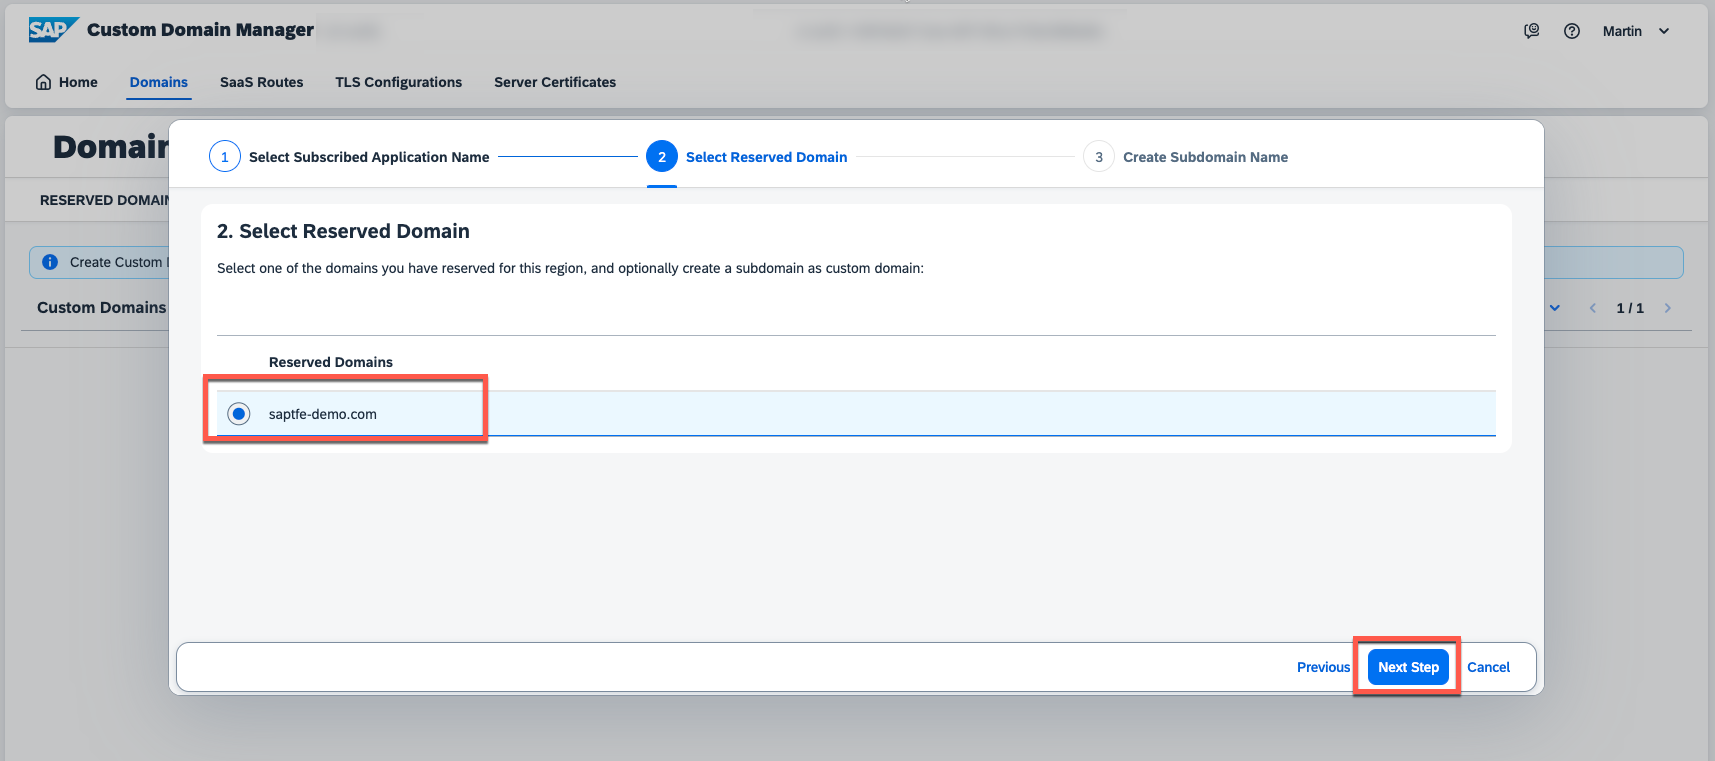 SAP Custom Domain Manager
Martin
Home Domains SaaS Routes TLS Configurations Server Certificates
Domain
1 Select Subscribed Application Name 2 Select Reserved Domain 3 Create Subdomain Name
RESERVED DOMAIN
2. Select Reserved Domain
Create Custom
Select one of the domains you have reserved for this region, and optionally create a subdomain as custom domain:
Custom Domains
1 / 1
Reserved Domains
saptfe-demo.com
Previous Next Step Cancel